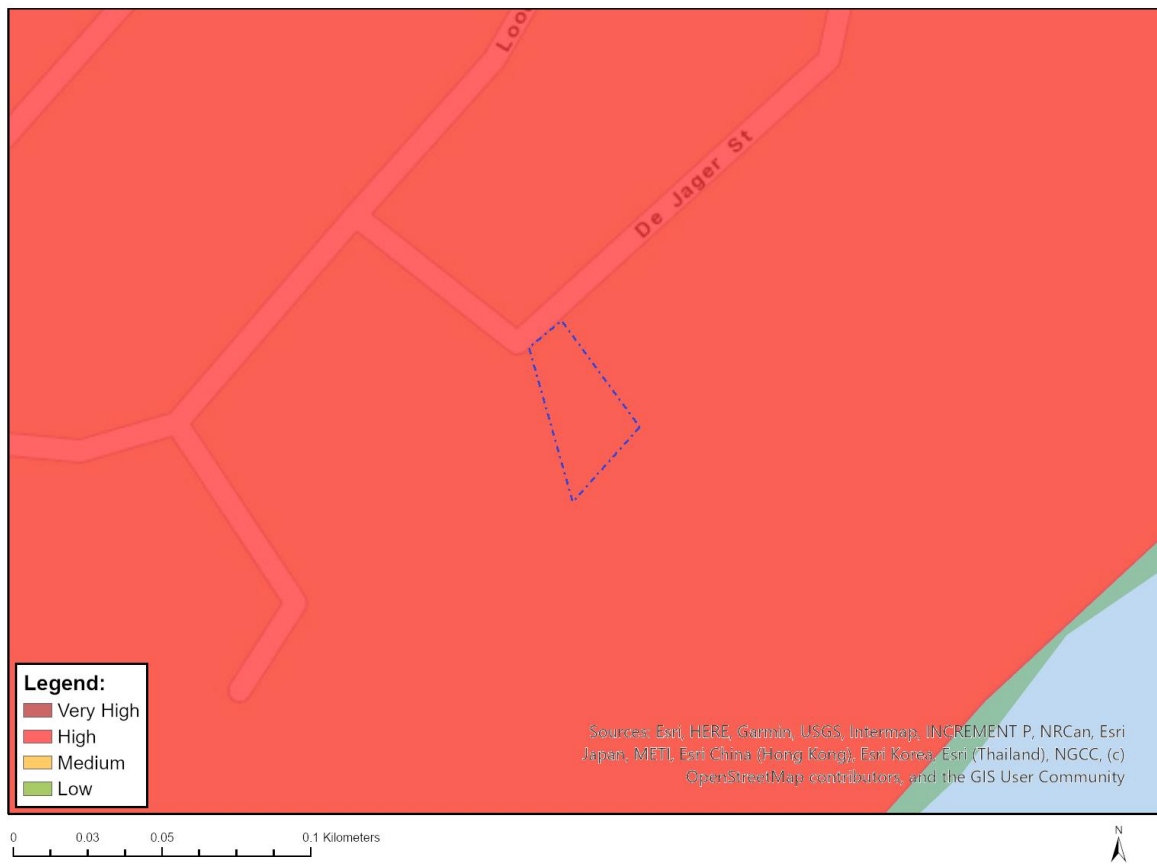 Loo
De Jager St
Legend:
Very High
High
Medium
Low
Sources: Esri, HERE, Garmin, USGS, Intermap, INCREMENT P, NRCan, Esri
Japan, METI, Esri China (Hong Kong), Esri Korea, Esri (Thailand), NGCC, (c)
OpenStreetMap contributors, and the GIS User Community
0 0.03 0.05 0.1 Kilometers
N